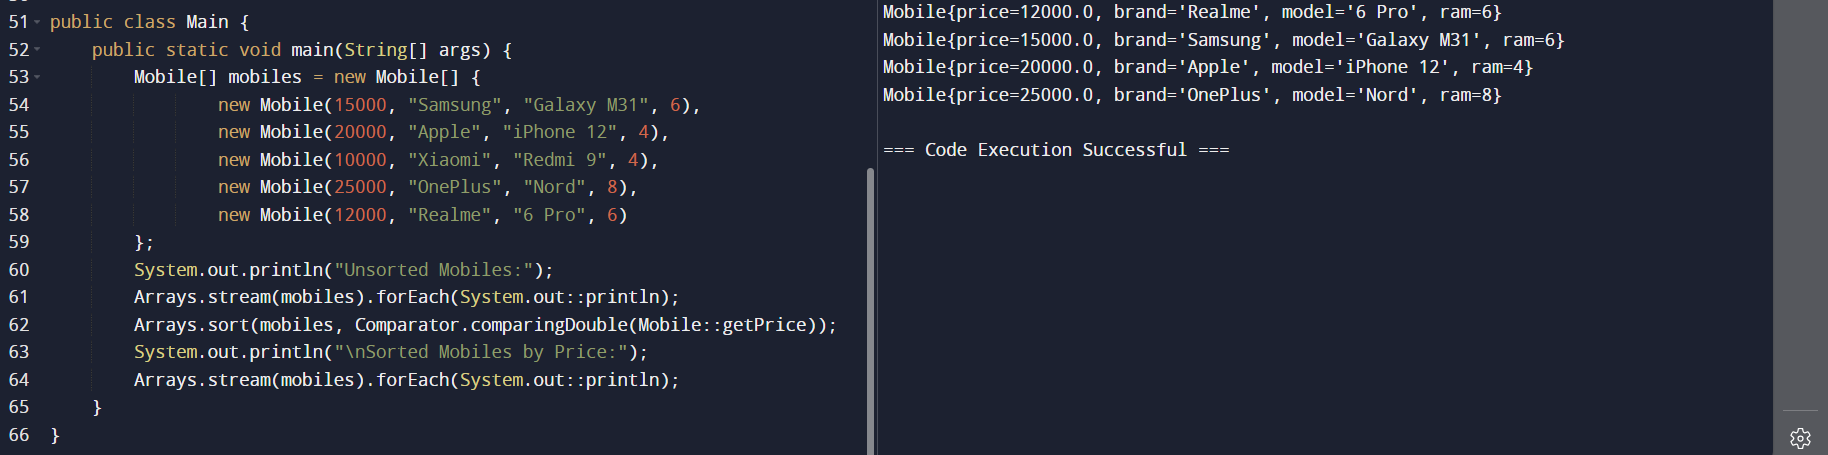 51 public class Main {
52     public static void main(String[] args) {
53         Mobile[] mobiles = new Mobile[] {
54                 new Mobile(15000, "Samsung", "Galaxy M31", 6),
55                 new Mobile(20000, "Apple", "iPhone 12", 4),
56                 new Mobile(10000, "Xiaomi", "Redmi 9", 4),
57                 new Mobile(25000, "OnePlus", "Nord", 8),
58                 new Mobile(12000, "Realme", "6 Pro", 6)
59         };
60         System.out.println("Unsorted Mobiles:");
61         Arrays.stream(mobiles).forEach(System.out::println);
62         Arrays.sort(mobiles, Comparator.comparingDouble(Mobile::getPrice));
63         System.out.println("\nSorted Mobiles by Price:");
64         Arrays.stream(mobiles).forEach(System.out::println);
65     }
66 }
Mobile{price=12000.0, brand='Realme', model='6 Pro', ram=6}
Mobile{price=15000.0, brand='Samsung', model='Galaxy M31', ram=6}
Mobile{price=20000.0, brand='Apple', model='iPhone 12', ram=4}
Mobile{price=25000.0, brand='OnePlus', model='Nord', ram=8}
=== Code Execution Successful ===